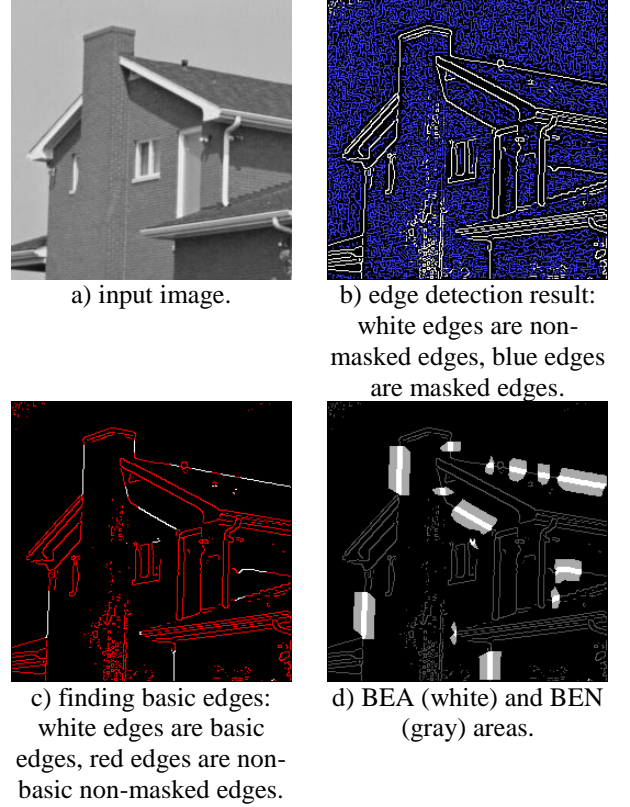 a) input image.
b) edge detection result:
white edges are non-
masked edges, blue edges
are masked edges.
c) finding basic edges:
white edges are basic
edges, red edges are non-
basic non-masked edges.
d) BEA (white) and BEN
(gray) areas.